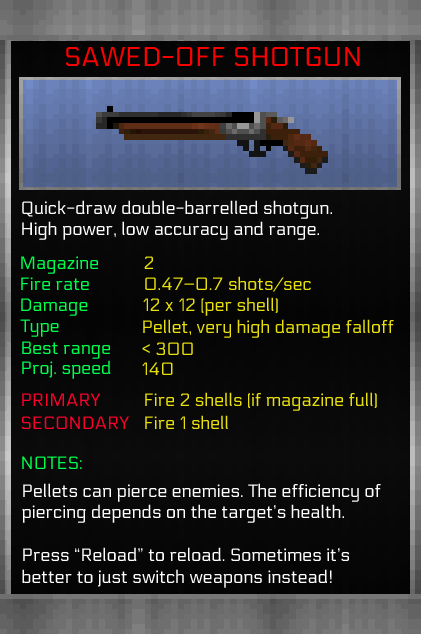 SAWED-OFF SHOTGUN
Quick-draw double-barrelled shotgun.
High power, low accuracy and range.
Magazine 2
Fire rate 0.47–0.7 shots/sec
Damage 12 x 12 (per shell)
Type Pellet, very high damage falloff
Best range < 300
Proj. speed 140
PRIMARY Fire 2 shells (if magazine full)
SECONDARY Fire 1 shell
NOTES:
Pellets can pierce enemies. The efficiency of
piercing depends on the target's health.
Press “Reload” to reload. Sometimes it's
better to just switch weapons instead!